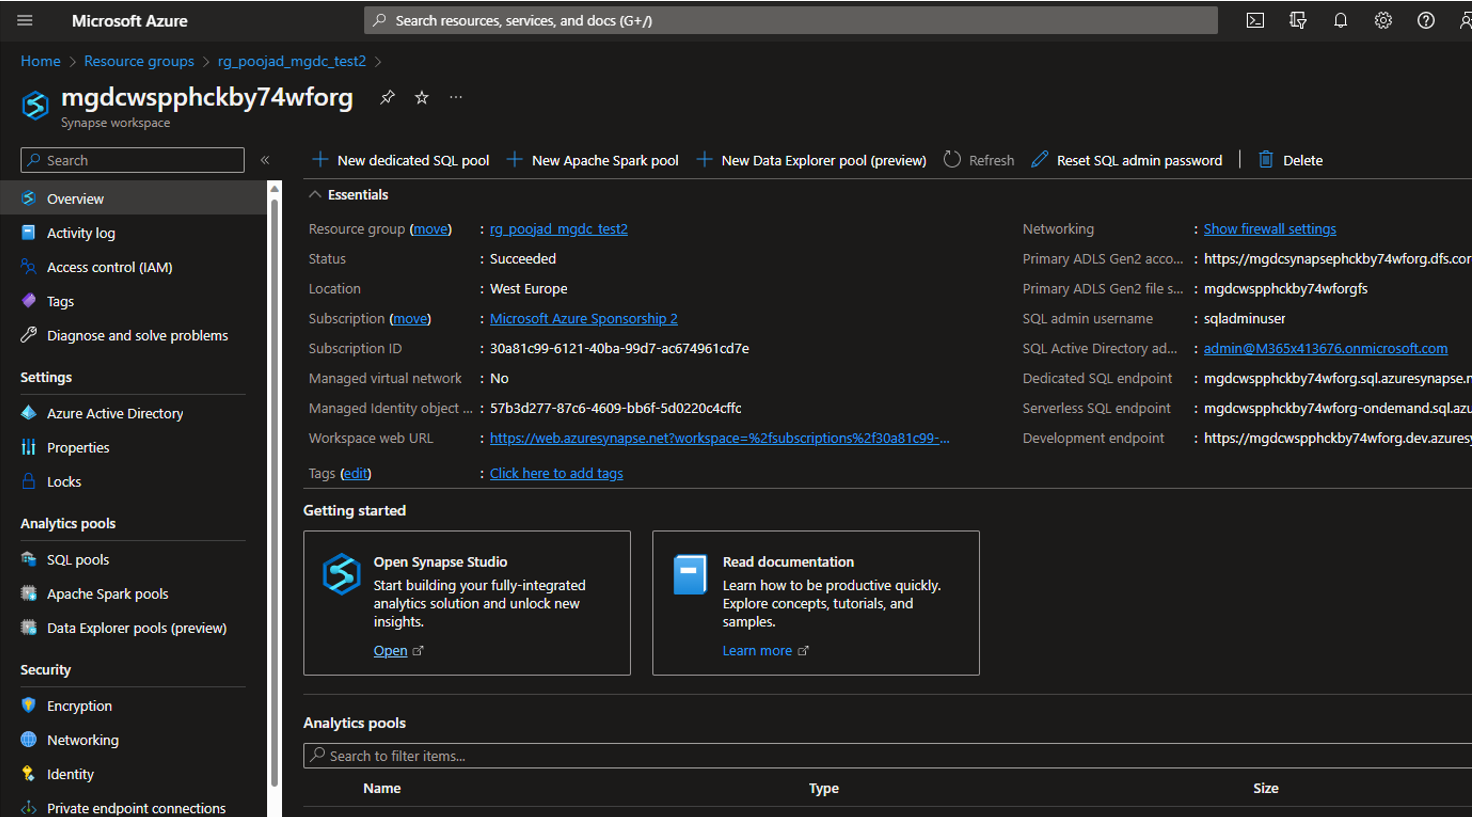 Microsoft Azure
Search resources, services, and docs (G+/)
Home > Resource groups > rg_poojad_mgdc_test2 >
mgdcwspphckby74wforg
Synapse workspace
Search
Overview
Activity log
Access control (IAM)
Tags
Diagnose and solve problems
Settings
Azure Active Directory
Properties
Locks
Analytics pools
SQL pools
Apache Spark pools
Data Explorer pools (preview)
Security
Encryption
Networking
Identity
Private endpoint connections
New dedicated SQL pool
New Apache Spark pool
New Data Explorer pool (preview)
Refresh
Reset SQL admin password
Delete
Essentials
Resource group (move) : rg_poojad_mgdc_test2
Status : Succeeded
Location : West Europe
Subscription (move) : Microsoft Azure Sponsorship 2
Subscription ID : 30a81c99-6121-40ba-99d7-ac674961cd7e
Managed virtual network : No
Managed Identity object ... : 57b3d277-87c6-4609-bb6f-5d0220c4cffc
Workspace web URL : https://web.azuresynapse.net?workspace=%2fsubscriptions%2f30a81c99-...
Tags (edit) : Click here to add tags
Networking : Show firewall settings
Primary ADLS Gen2 acco... : https://mgdcsynapsephckby74wforg.dfs.cor
Primary ADLS Gen2 file s... : mgdcwspphckby74wforgfs
SQL admin username : sqladminuser
SQL Active Directory ad... : admin@M365x413676.onmicrosoft.com
Dedicated SQL endpoint : mgdcwspphckby74wforg.sql.azuresynapse.n
Serverless SQL endpoint : mgdcwspphckby74wforg-ondemand.sql.az
Development endpoint : https://mgdcwspphckby74wforg.dev.azuresy
Getting started
Open Synapse Studio
Start building your fully-integrated
analytics solution and unlock new
insights.
Open
Read documentation
Learn how to be productive quickly.
Explore concepts, tutorials, and
samples.
Learn more
Analytics pools
Search to filter items...
Name Type Size